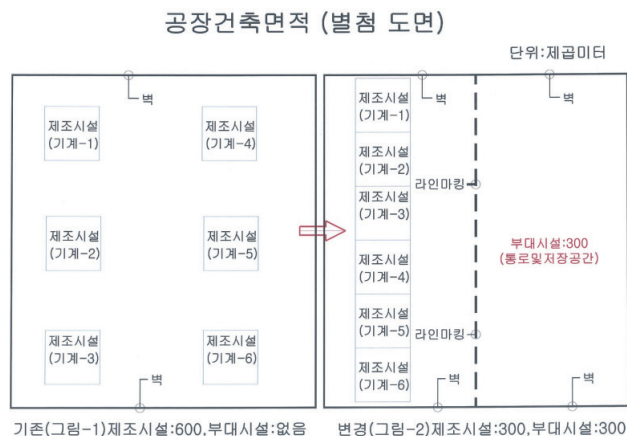 공장건축면적 (별첨 도면)
단위:제곱미터
벽
제조시설
(기계-1)
제조시설
(기계-4)
제조시설
(기계-2)
제조시설
(기계-5)
제조시설
(기계-3)
제조시설
(기계-6)
벽
기존(그림-1)제조시설:600,부대시설:없음
제조시설
(기계-1)
벽
벽
제조시설
(기계-2)
라인마킹
제조시설
(기계-3)
부대시설:300
(통로및저장공간)
제조시설
(기계-4)
제조시설
(기계-5)
라인마킹
제조시설
(기계-6)
벽
벽
변경(그림-2)제조시설:300,부대시설:300